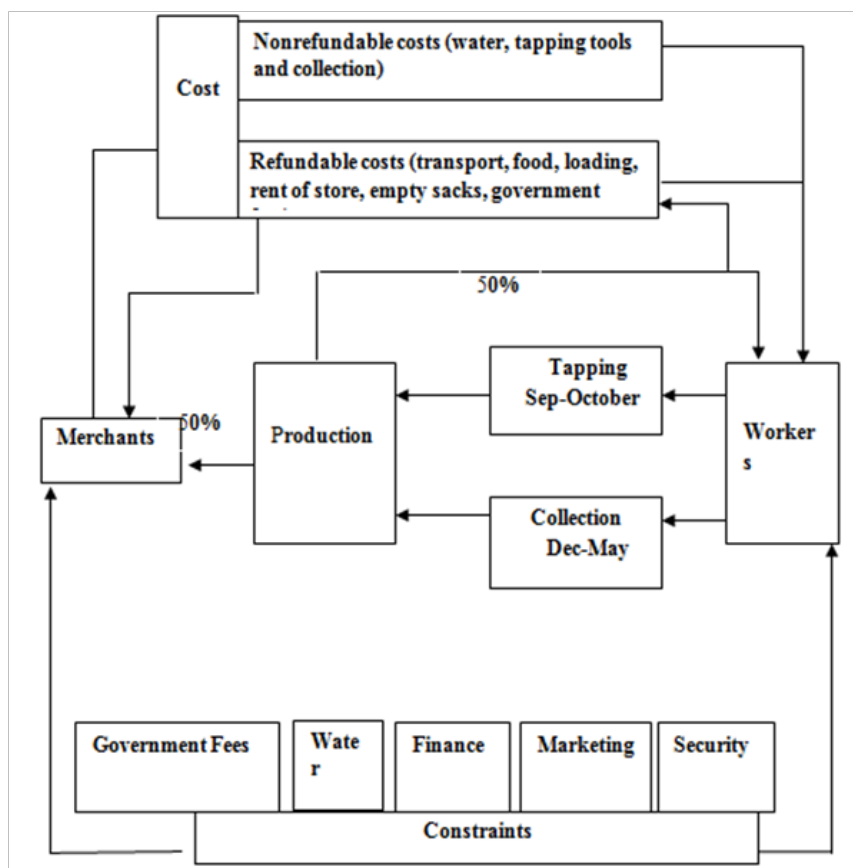 Nonrefundable costs (water, tapping tools
and collection)
Cost
Refundable costs (transport, food, loading,
rent of store, empty sacks, government
50%
Tapping
Sep-October
50%
Merchants
Production
Worker
s
Collection
Dec-May
Government Fees
Wate
r
Finance
Marketing
Security
Constraints